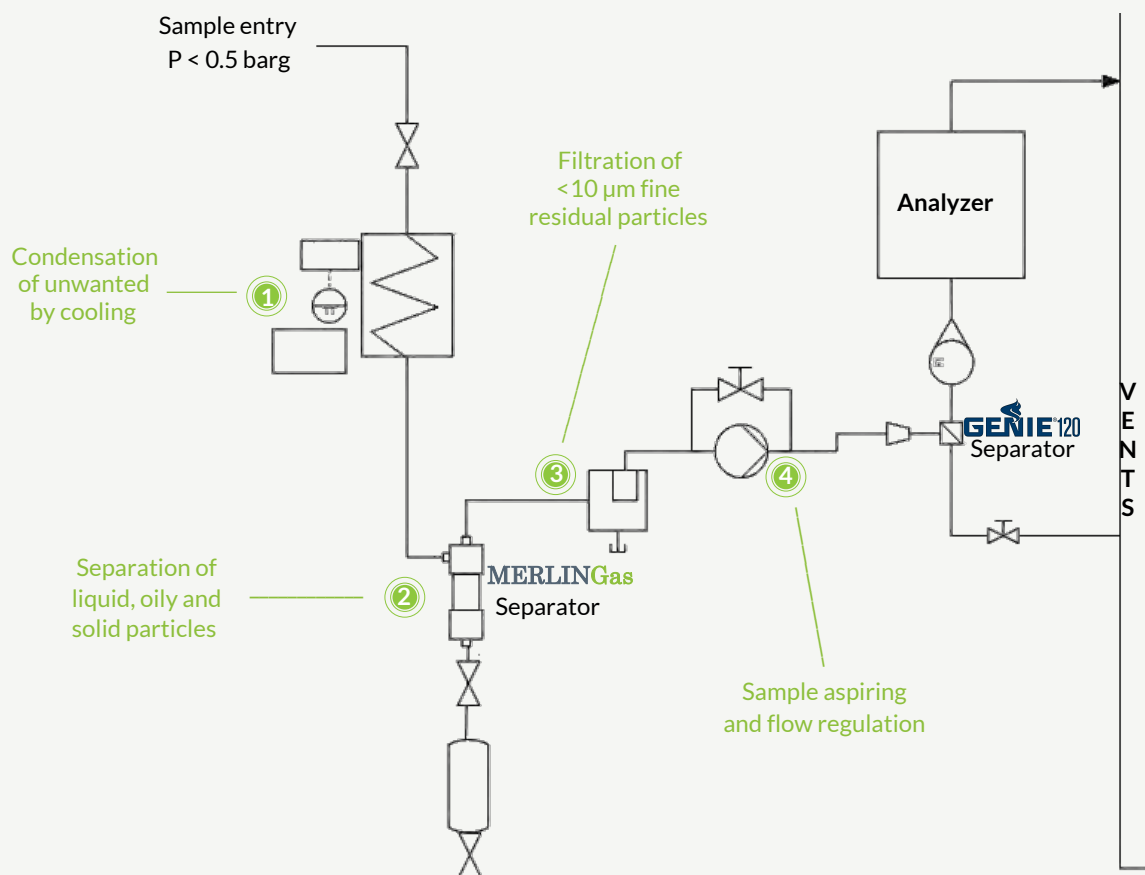 Sample entry
P < 0.5 barg
Filtration of
<10 µm fine
residual particles
Analyzer
Condensation
of unwanted
by cooling
1
V
E
N
T
S
GENIE®120
Separator
3
4
MERLINGas
Separator
Separation of
liquid, oily and
solid particles
2
Sample aspiring
and flow regulation